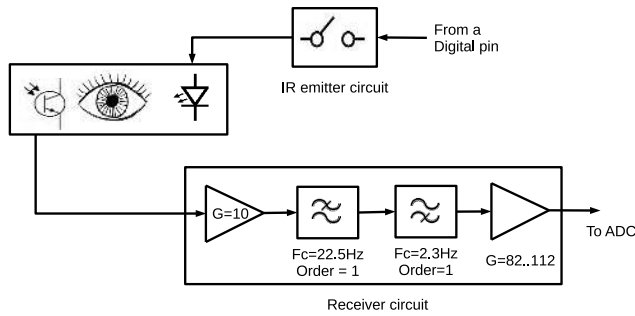 From a
Digital pin
IR emitter circuit
G=10
Fc=22.5Hz
Order = 1
Fc=2.3Hz
Order=1
G=82..112
To ADC
Receiver circuit